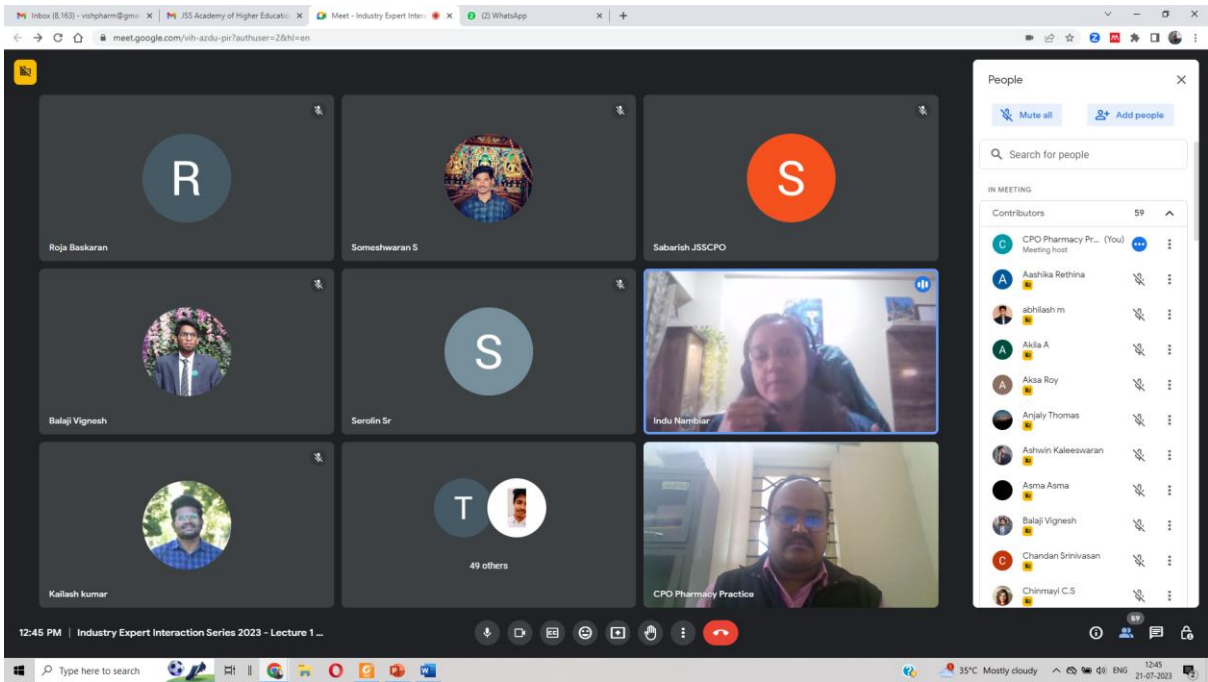 Inbox (8,163) - vishpharm@gmai
JSS Academy of Higher Educatio
Meet - Industry Expert Intera
(2) WhatsApp
meet.google.com/vih-azdu-pir?authuser=2&hl=en
R
Roja Baskaran
Someshwaran S
S
Sabarish JSSCPO
Balaji Vignesh
S
Serolin Sr
Indu Nambiar
Kailash kumar
T
49 others
CPO Pharmacy Practice
People
Mute all
Add people
Search for people
IN MEETING
Contributors 59
C
CPO Pharmacy Pr... (You)
Meeting host
A
Aashika Rethina
abhilash m
A
Akila A
A
Aksa Roy
Anjaly Thomas
Ashwin Kaleeswaran
Asma Asma
Balaji Vignesh
C
Chandan Srinivasan
Chinmayi C.S
12:45 PM | Industry Expert Interaction Series 2023 - Lecture 1 ...
CC
59
Type here to search
35°C Mostly cloudy
ENG
12:45
21-07-2023
2